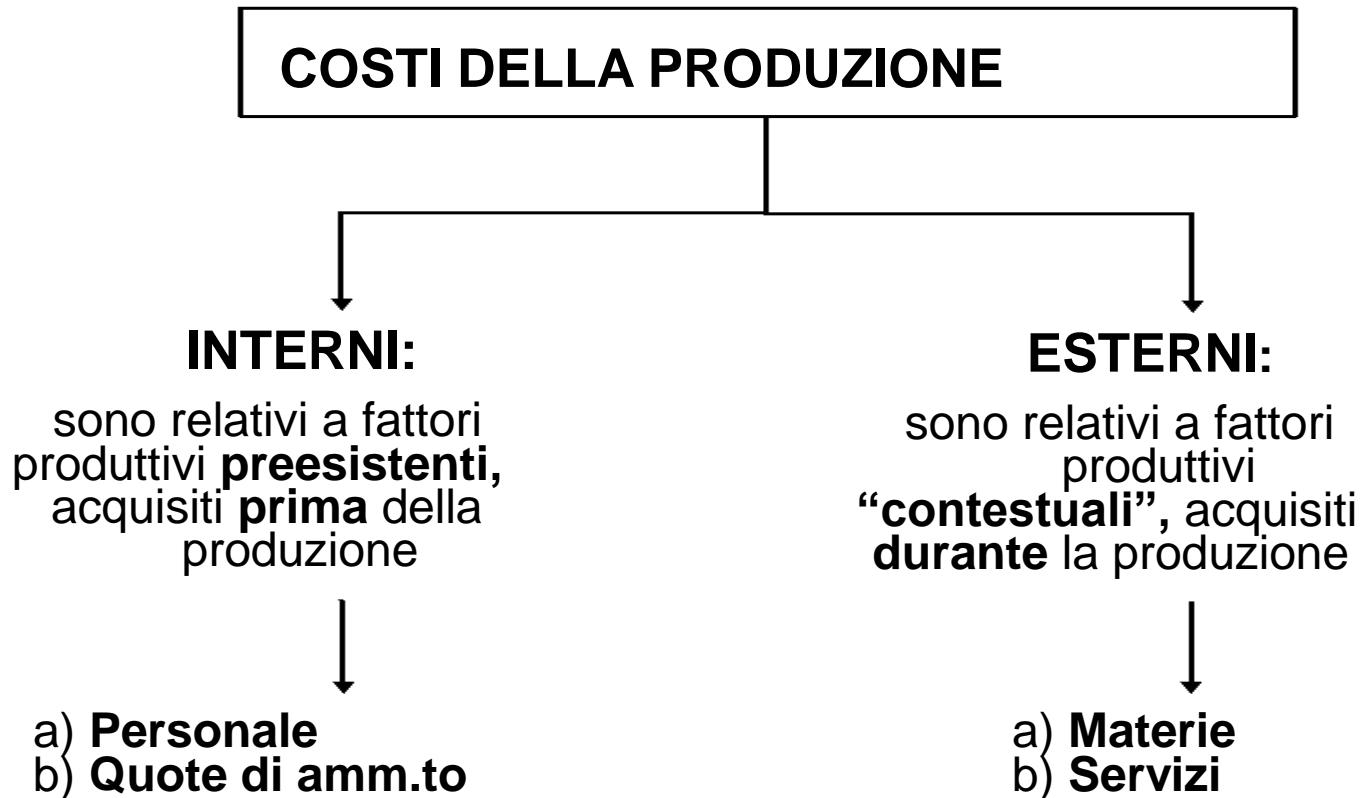 COSTI DELLA PRODUZIONE
INTERNI:
sono relativi a fattori
produttivi preesistenti,
acquisiti prima della
produzione
a) Personale
b) Quote di amm.to
ESTERNI:
sono relativi a fattori
produttivi
“contestuali”, acquisiti
durante la produzione
a) Materie
b) Servizi